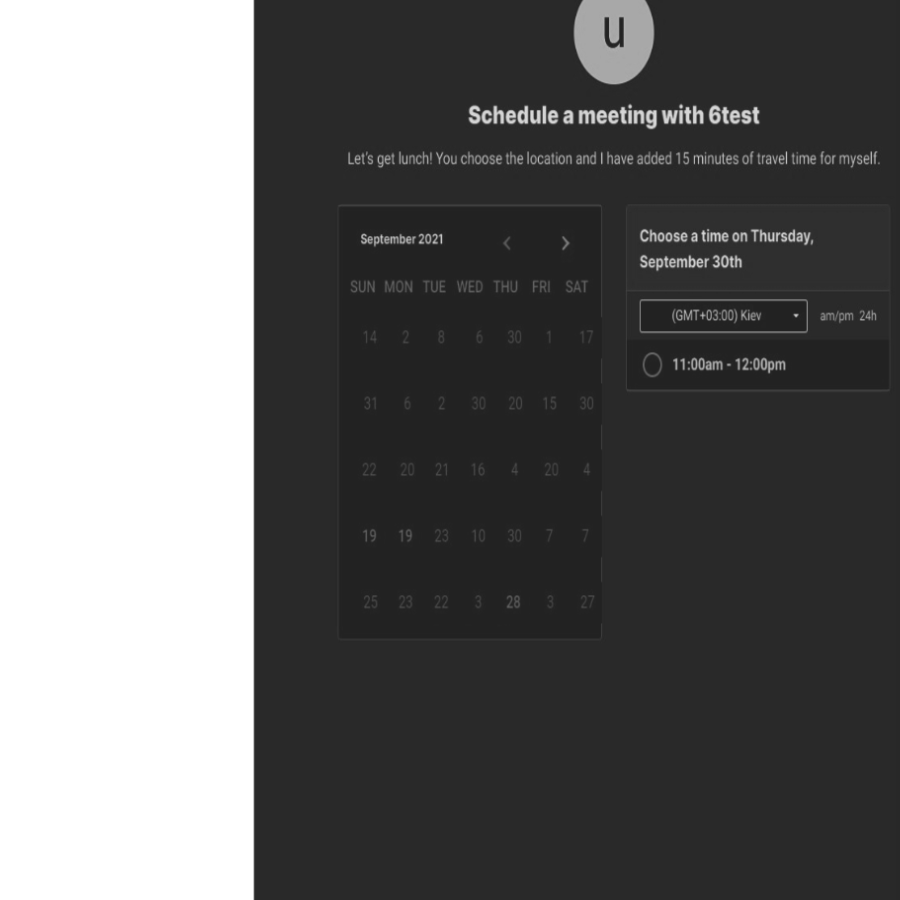 u
Schedule a meeting with 6test
Let's get lunch! You choose the location and I have added 15 minutes of travel time for myself.
September 2021
SUN MON TUE WED THU FRI SAT
14 2 8 6 30 1 17
31 6 2 30 20 15 30
22 20 21 16 4 20 4
19 19 23 10 30 7 7
25 23 22 3 28 3 27
Choose a time on Thursday,
September 30th
(GMT+03:00) Kiev am/pm 24h
11:00am - 12:00pm